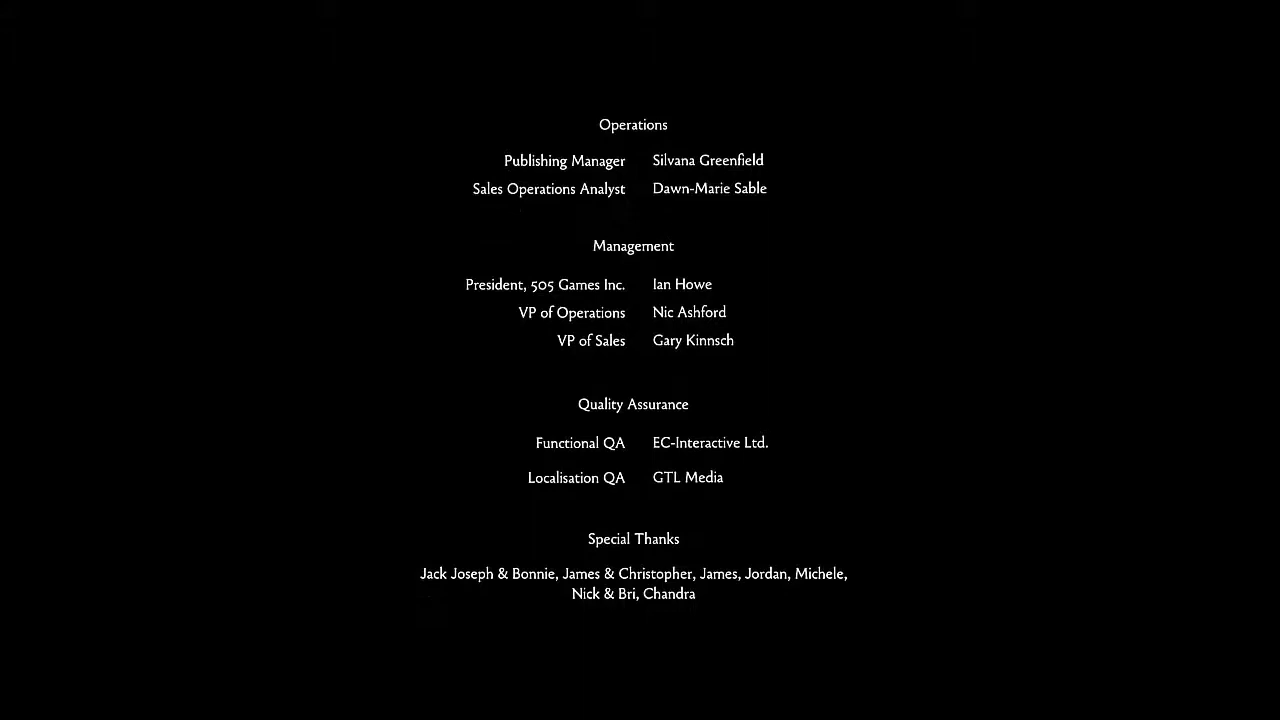 Operations
Publishing Manager Silvana Greenfield
Sales Operations Analyst Dawn-Marie Sable
Management
President, 505 Games Inc. Ian Howe
VP of Operations Nic Ashford
VP of Sales Gary Kinnsch
Quality Assurance
Functional QA EC-Interactive Ltd.
Localisation QA GTL Media
Special Thanks
Jack Joseph & Bonnie, James & Christopher, James, Jordan, Michele,
Nick & Bri, Chandra